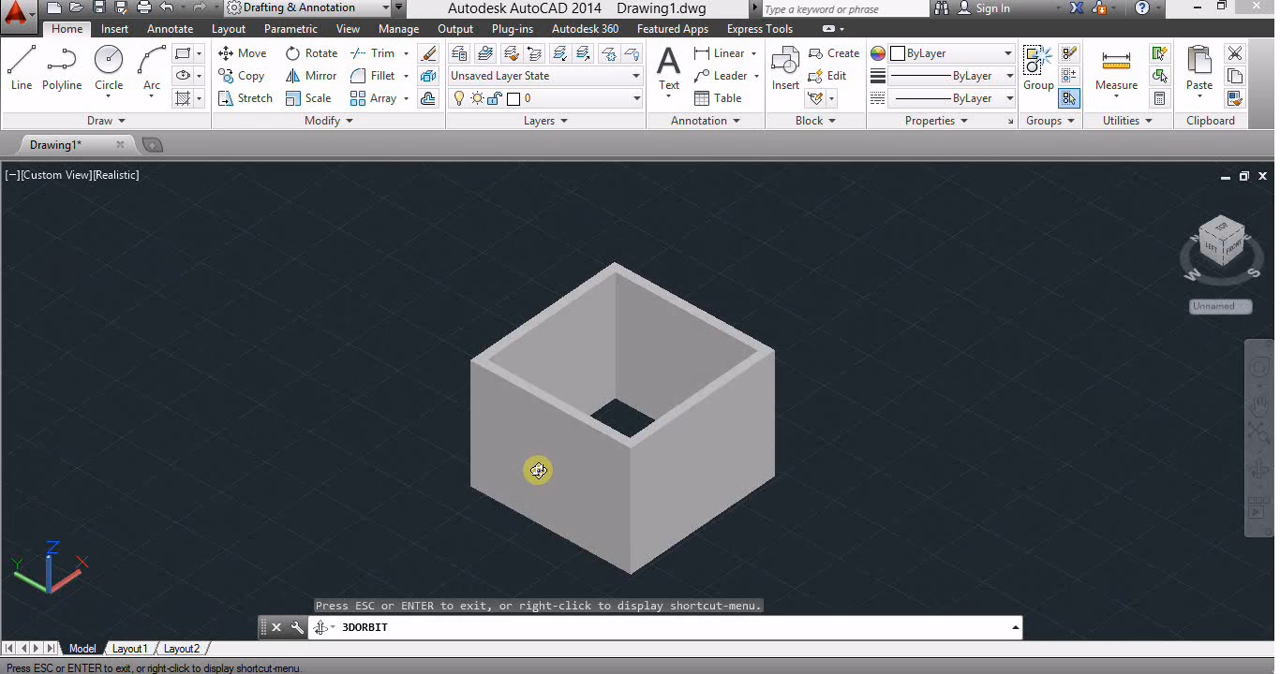 Drafting & Annotation Autodesk AutoCAD 2014 Drawing1.dwg Type a keyword or phrase Sign In
Home Insert Annotate Layout Parametric View Manage Output Plug-ins Autodesk 360 Featured Apps Express Tools
Line Polyline Circle Arc
Move Rotate Trim
Copy Mirror Fillet
Stretch Scale Array
Unsaved Layer State
0
Text
Linear
Leader
Table
Insert
Create
Edit
ByLayer
ByLayer
ByLayer
Group
Measure
Paste
Draw Modify Layers Annotation Block Properties Groups Utilities Clipboard
Drawing1*
[−][Custom View][Realistic]
TOP
LEFT FRONT
W S
Unnamed
Z
Y X
Press ESC or ENTER to exit, or right-click to display shortcut-menu.
3DORBIT
Model Layout1 Layout2
Press ESC or ENTER to exit, or right-click to display shortcut-menu.